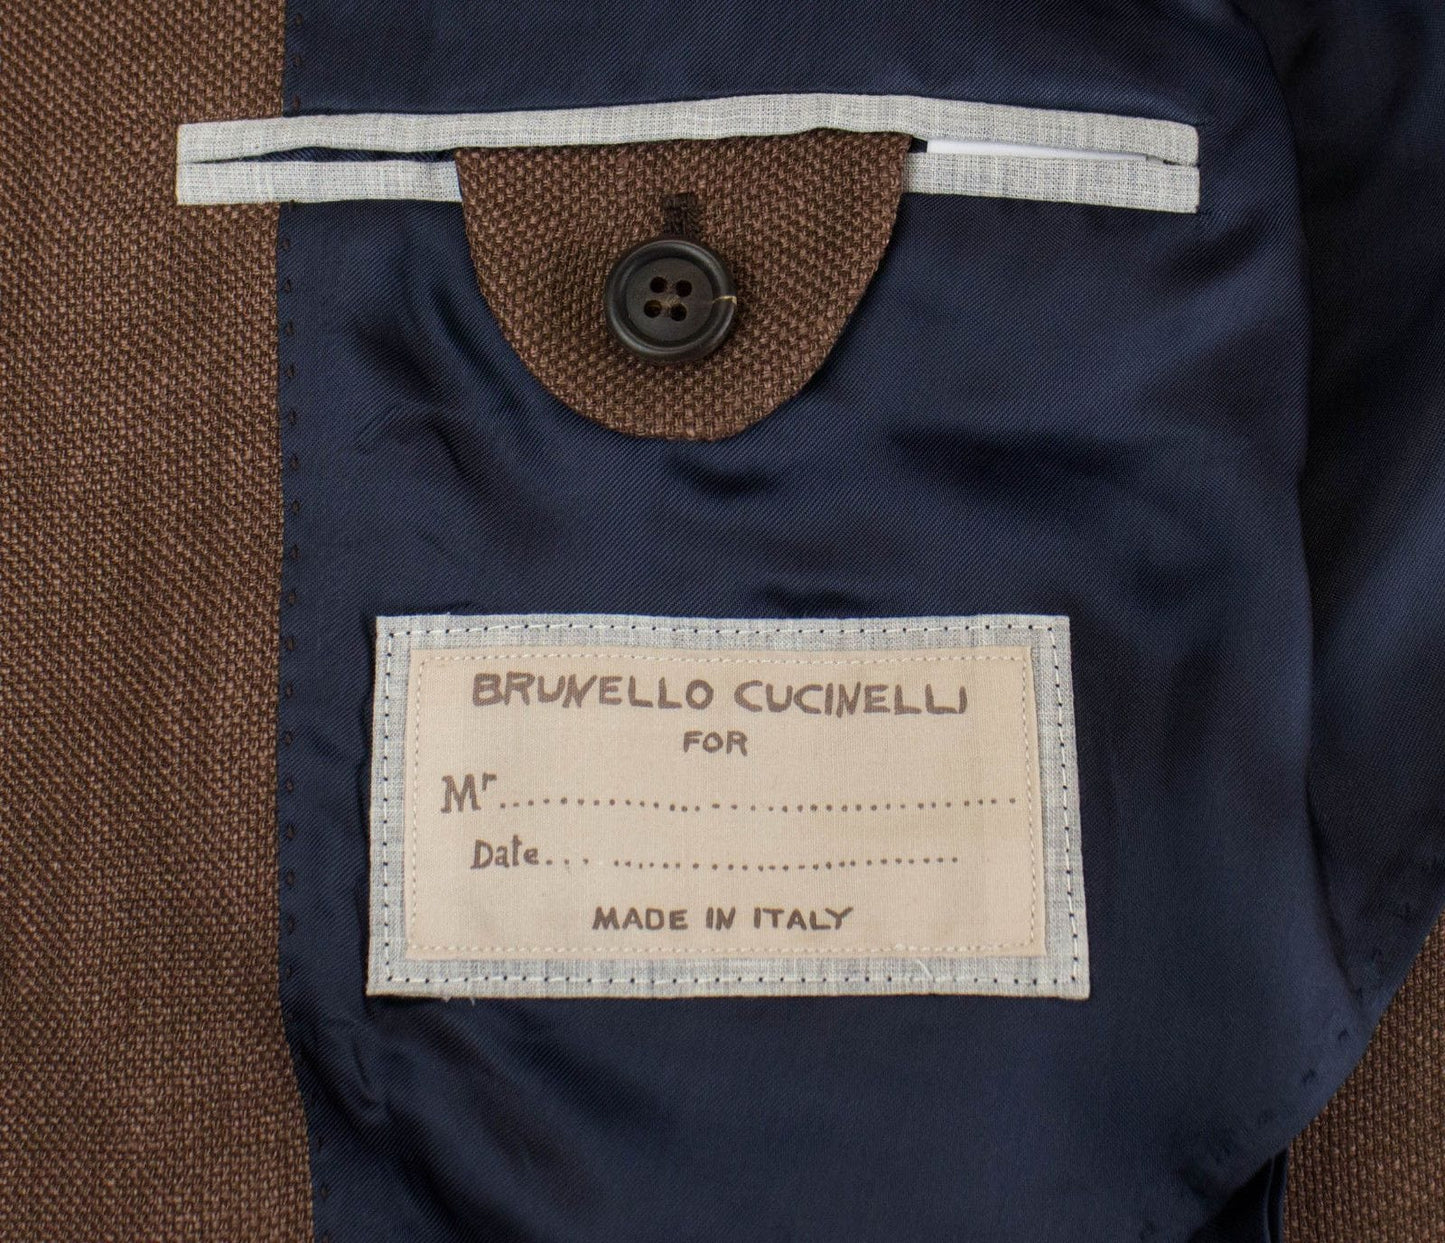 BRUNELLO CUCINELLI
FOR
Mr..................................................
Date.........................................
MADE IN ITALY